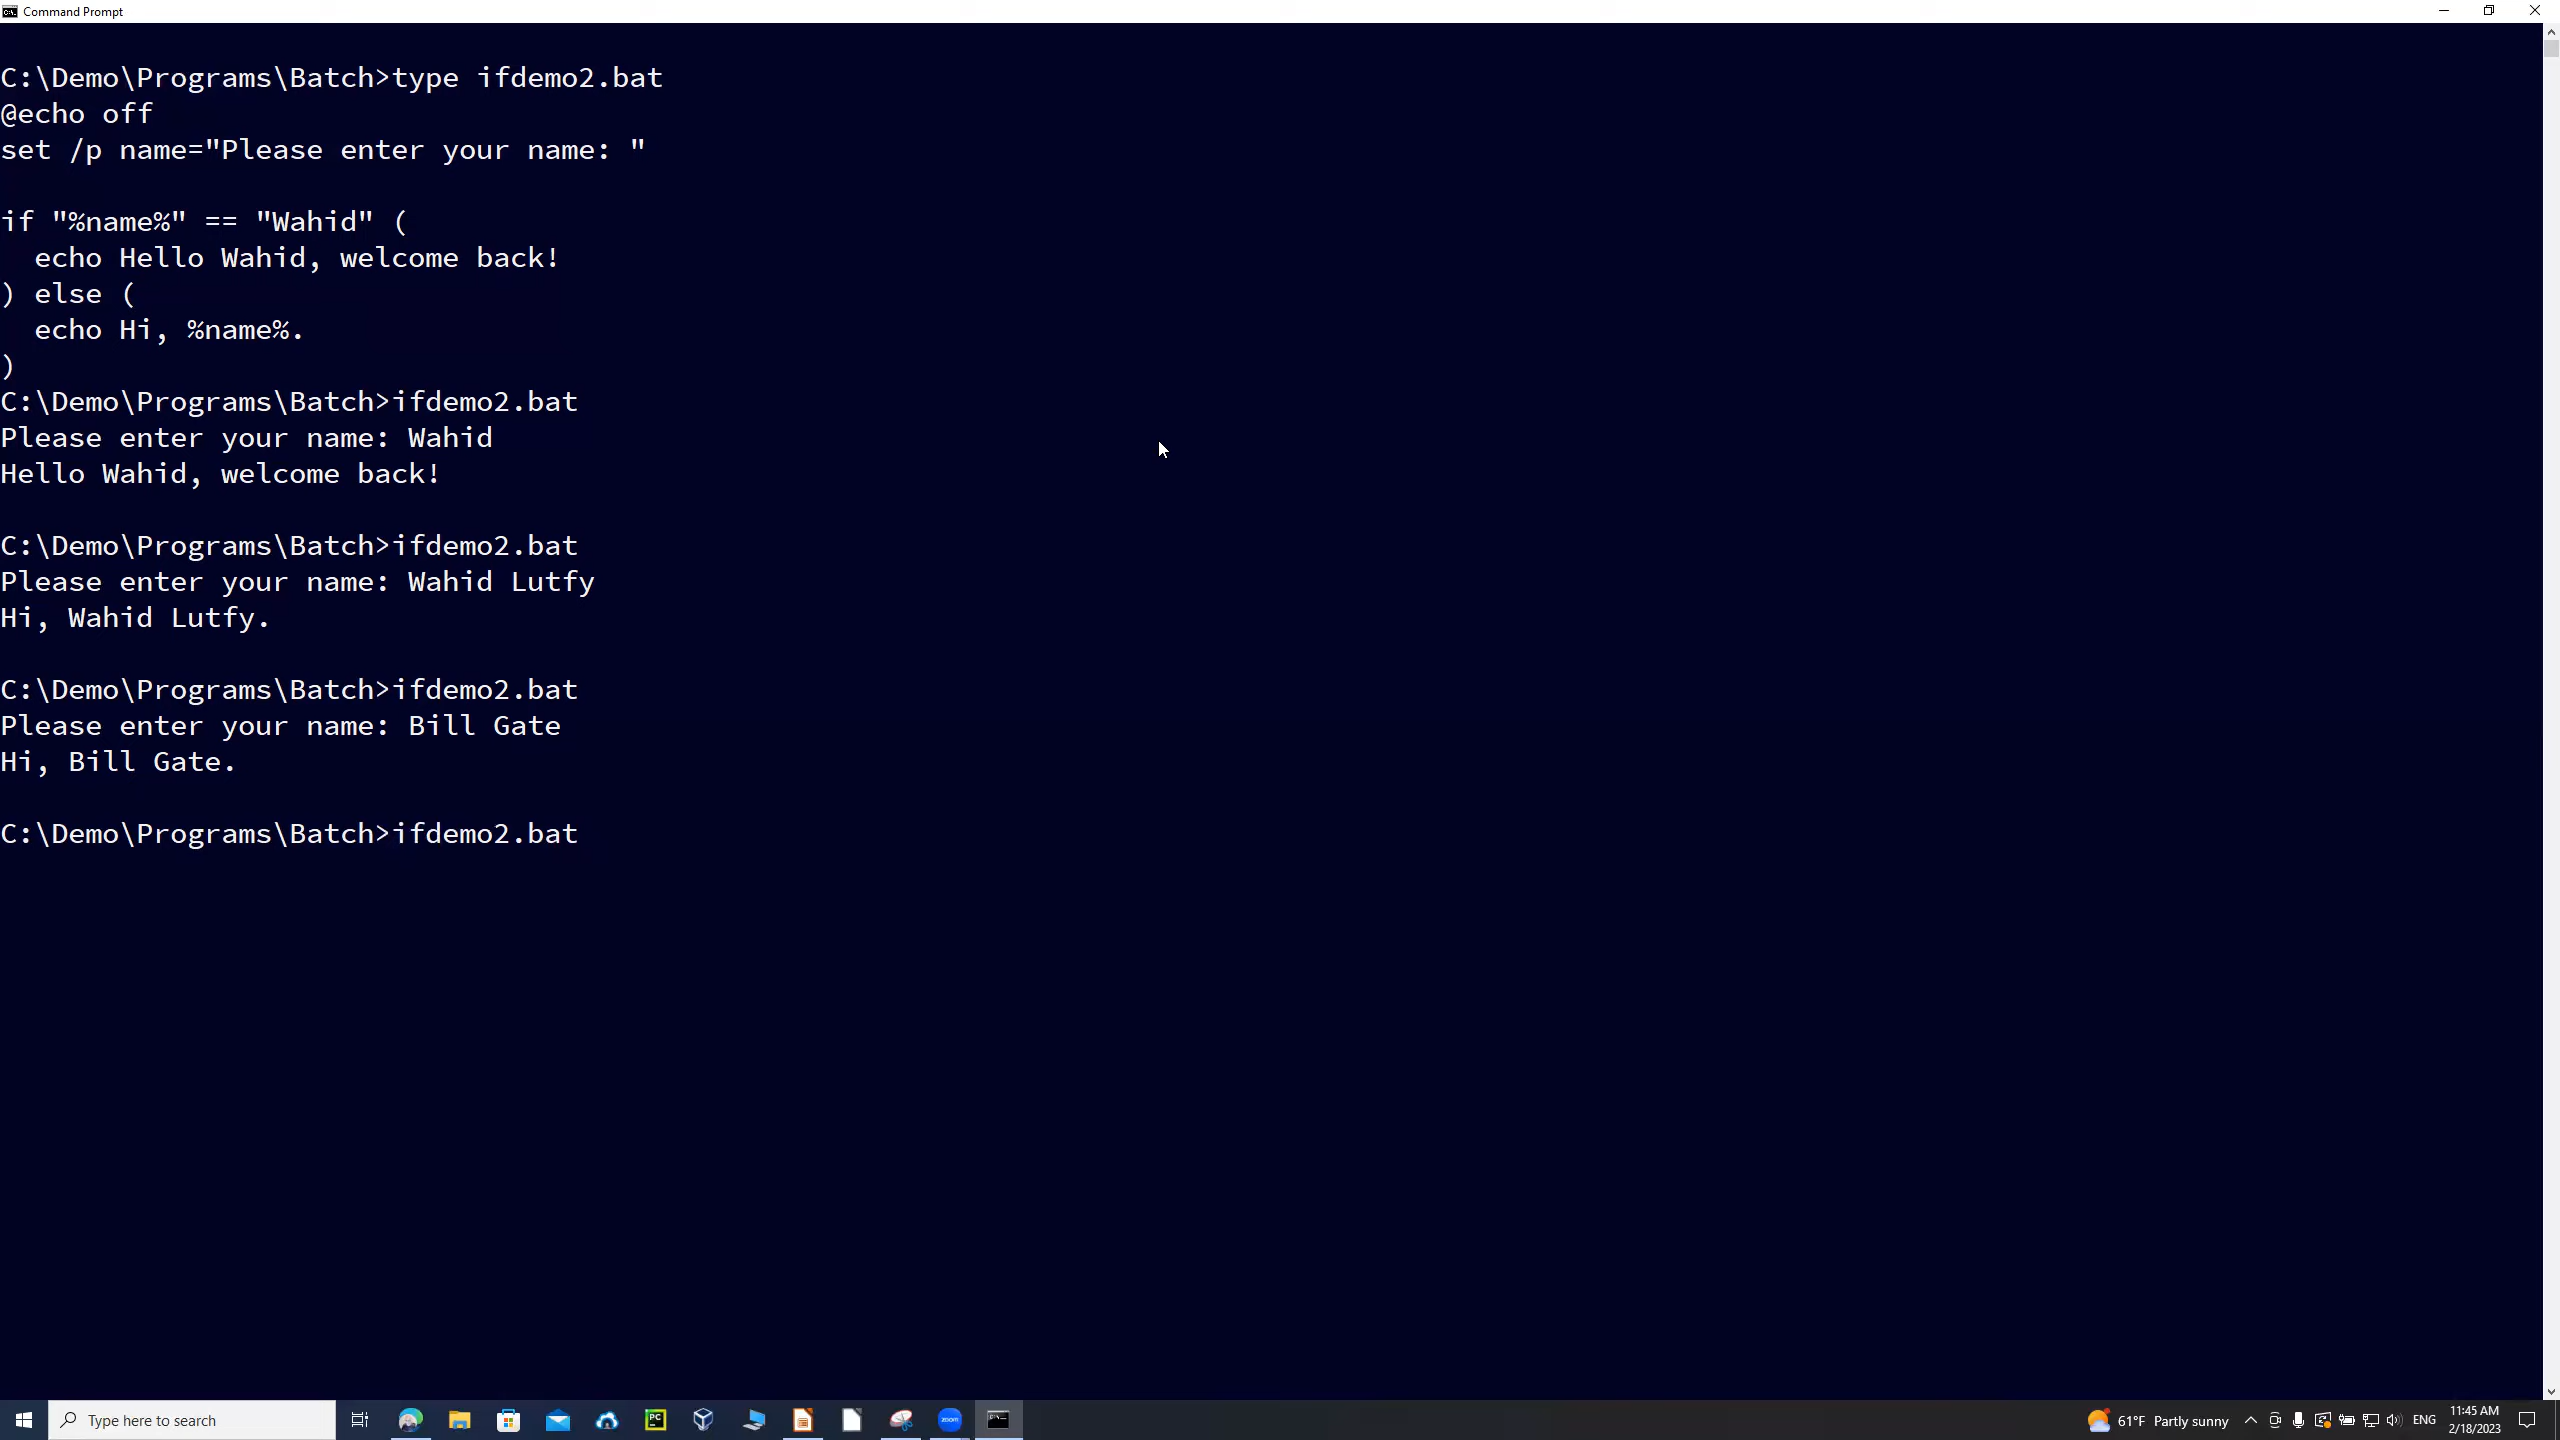 Command Prompt
C:\Demo\Programs\Batch>type ifdemo2.bat
@echo off
set /p name="Please enter your name: "
if "%name%" == "Wahid" (
  echo Hello Wahid, welcome back!
) else (
  echo Hi, %name%.
)
C:\Demo\Programs\Batch>ifdemo2.bat
Please enter your name: Wahid
Hello Wahid, welcome back!
C:\Demo\Programs\Batch>ifdemo2.bat
Please enter your name: Wahid Lutfy
Hi, Wahid Lutfy.
C:\Demo\Programs\Batch>ifdemo2.bat
Please enter your name: Bill Gate
Hi, Bill Gate.
C:\Demo\Programs\Batch>ifdemo2.bat
Type here to search
PC
zoom
61°F Partly sunny
ENG
11:45 AM
2/18/2023